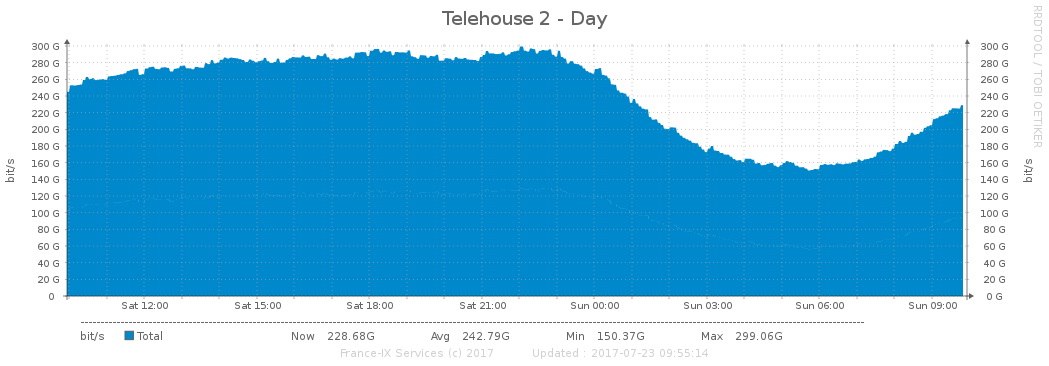 Telehouse 2 - Day
RRDTOOL / TOBI OETIKER
bit/s
300 G 300 G
280 G 280 G
260 G 260 G
240 G 240 G
220 G 220 G
200 G 200 G
180 G 180 G
160 G 160 G
140 G 140 G
120 G 120 G
100 G 100 G
80 G 80 G
60 G 60 G
40 G 40 G
20 G 20 G
0 0 G
bit/s
Sat 12:00 Sat 15:00 Sat 18:00 Sat 21:00 Sun 00:00 Sun 03:00 Sun 06:00 Sun 09:00
bit/s Total Now 228.68G Avg 242.79G Min 150.37G Max 299.06G
France-IX Services (c) 2017 Updated : 2017-07-23 09:55:14